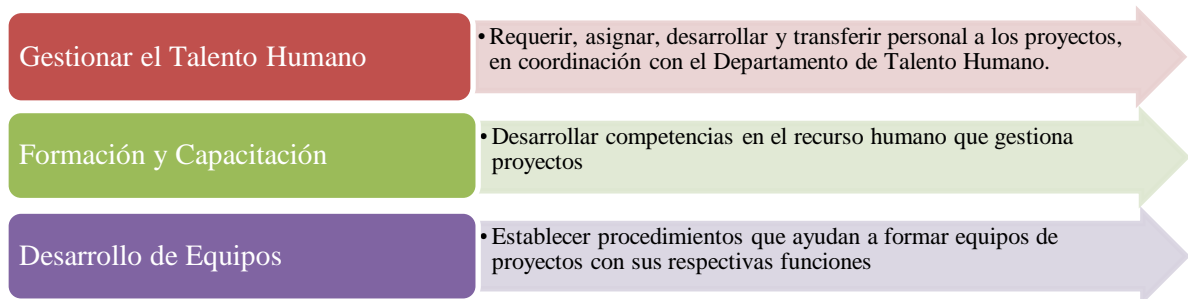 Gestionar el Talento Humano
• Requerir, asignar, desarrollar y transferir personal a los proyectos,
en coordinación con el Departamento de Talento Humano.
Formación y Capacitación
• Desarrollar competencias en el recurso humano que gestiona
proyectos
Desarrollo de Equipos
• Establecer procedimientos que ayudan a formar equipos de
proyectos con sus respectivas funciones